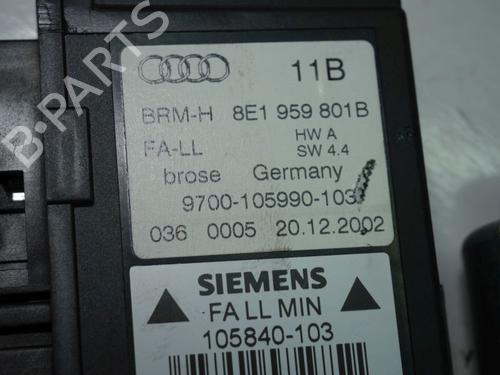 11B
BRM-H 8E1 959 801B
FA-LL HW A
SW 4.4
brose Germany
9700-105990-103
036 0005 20.12.2002
SIEMENS
FA LL MIN
105840-103
B-PARTS